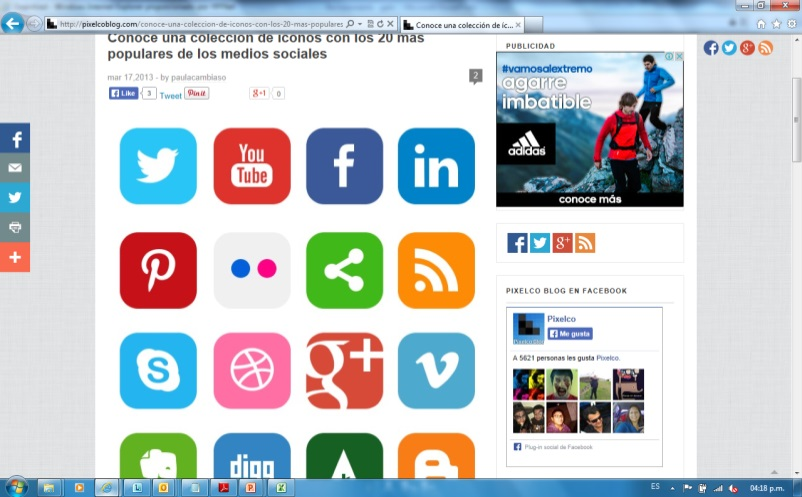 http://pixelcoblog.com/conoce-una-coleccion-de-iconos-con-los-20-mas-populares
Conoce una colección de íc...
Conoce una colección de íconos con los 20 más
populares de los medios sociales
mar 17,2013 - by paulacambiaso
2
Like 3 Tweet Pin it g+1 0
You
Tube
f
in
g+
digg
PUBLICIDAD
#vamosalextremo
agarre
imbatible
adidas
conoce más
PIXELCO BLOG EN FACEBOOK
Pixelco
Me gusta
A 5621 personas les gusta Pixelco.
Plug-in social de Facebook
ES
04:18 p.m.